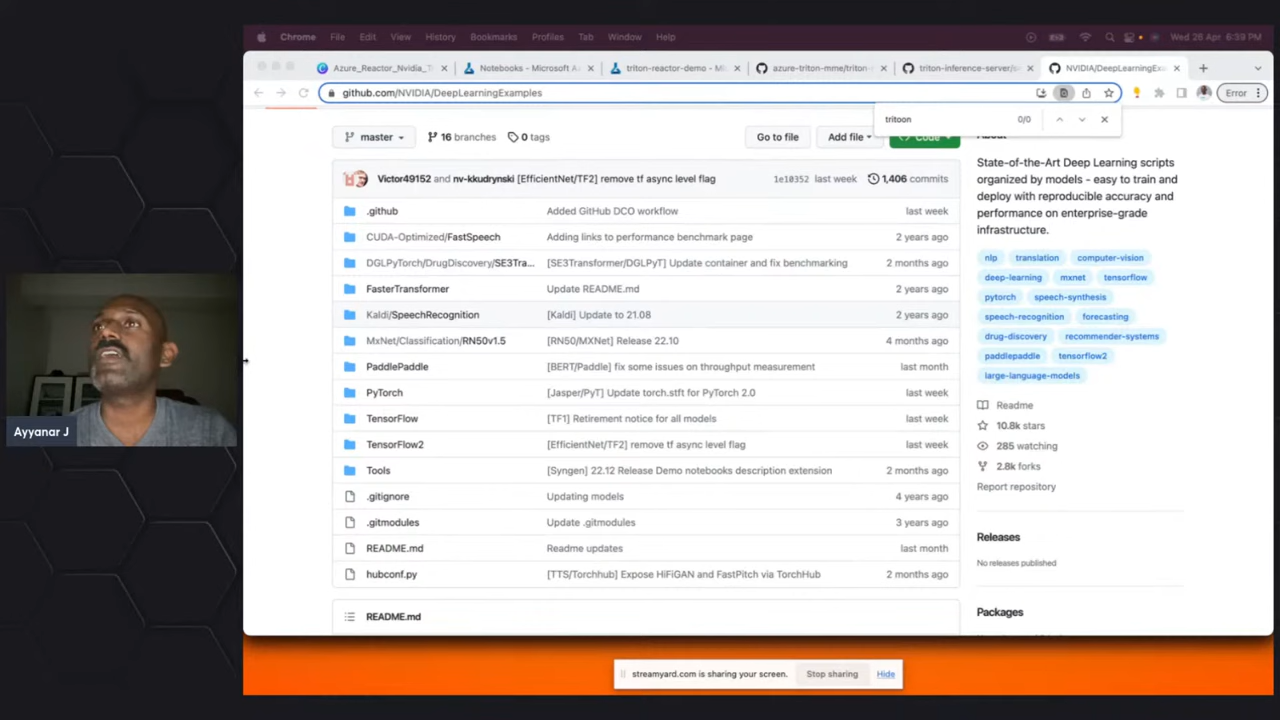 Chrome File Edit View History Bookmarks Profiles Tab Window Help Wed 26 Apr 6:59 PM
Azure_Reactor_Nvidia_Tr Notebooks - Microsoft Az triton-reactor-demo - Mi azure-triton-mme/triton- triton-inference-server/s NVIDIA/DeepLearningExa
github.com/NVIDIA/DeepLearningExamples Error
tritoon 0/0
master 16 branches 0 tags Go to file Add file Code About
Victor49152 and nv-kkudrynski [EfficientNet/TF2] remove tf async level flag 1e10352 last week 1,406 commits
.github Added GitHub DCO workflow last week
CUDA-Optimized/FastSpeech Adding links to performance benchmark page 2 years ago
DGLPyTorch/DrugDiscovery/SE3Tra... [SE3Transformer/DGLPyT] Update container and fix benchmarking 2 months ago
FasterTransformer Update README.md 2 years ago
Kaldi/SpeechRecognition [Kaldi] Update to 21.08 2 years ago
MxNet/Classification/RN50v1.5 [RN50/MXNet] Release 22.10 4 months ago
PaddlePaddle [BERT/Paddle] fix some issues on throughput measurement last month
PyTorch [Jasper/PyT] Update torch.stft for PyTorch 2.0 last week
TensorFlow [TF1] Retirement notice for all models last week
TensorFlow2 [EfficientNet/TF2] remove tf async level flag last week
Tools [Syngen] 22.12 Release Demo notebooks description extension 2 months ago
.gitignore Updating models 4 years ago
.gitmodules Update .gitmodules 3 years ago
README.md Readme updates last month
hubconf.py [TTS/Torchhub] Expose HiFiGAN and FastPitch via TorchHub 2 months ago
README.md
State-of-the-Art Deep Learning scripts
organized by models - easy to train and
deploy with reproducible accuracy and
performance on enterprise-grade
infrastructure.
nlp translation computer-vision
deep-learning mxnet tensorflow
pytorch speech-synthesis
speech-recognition forecasting
drug-discovery recommender-systems
paddlepaddle tensorflow2
large-language-models
Readme
10.8k stars
285 watching
2.8k forks
Report repository
Releases
No releases published
Packages
Ayyanar J
streamyard.com is sharing your screen. Stop sharing Hide